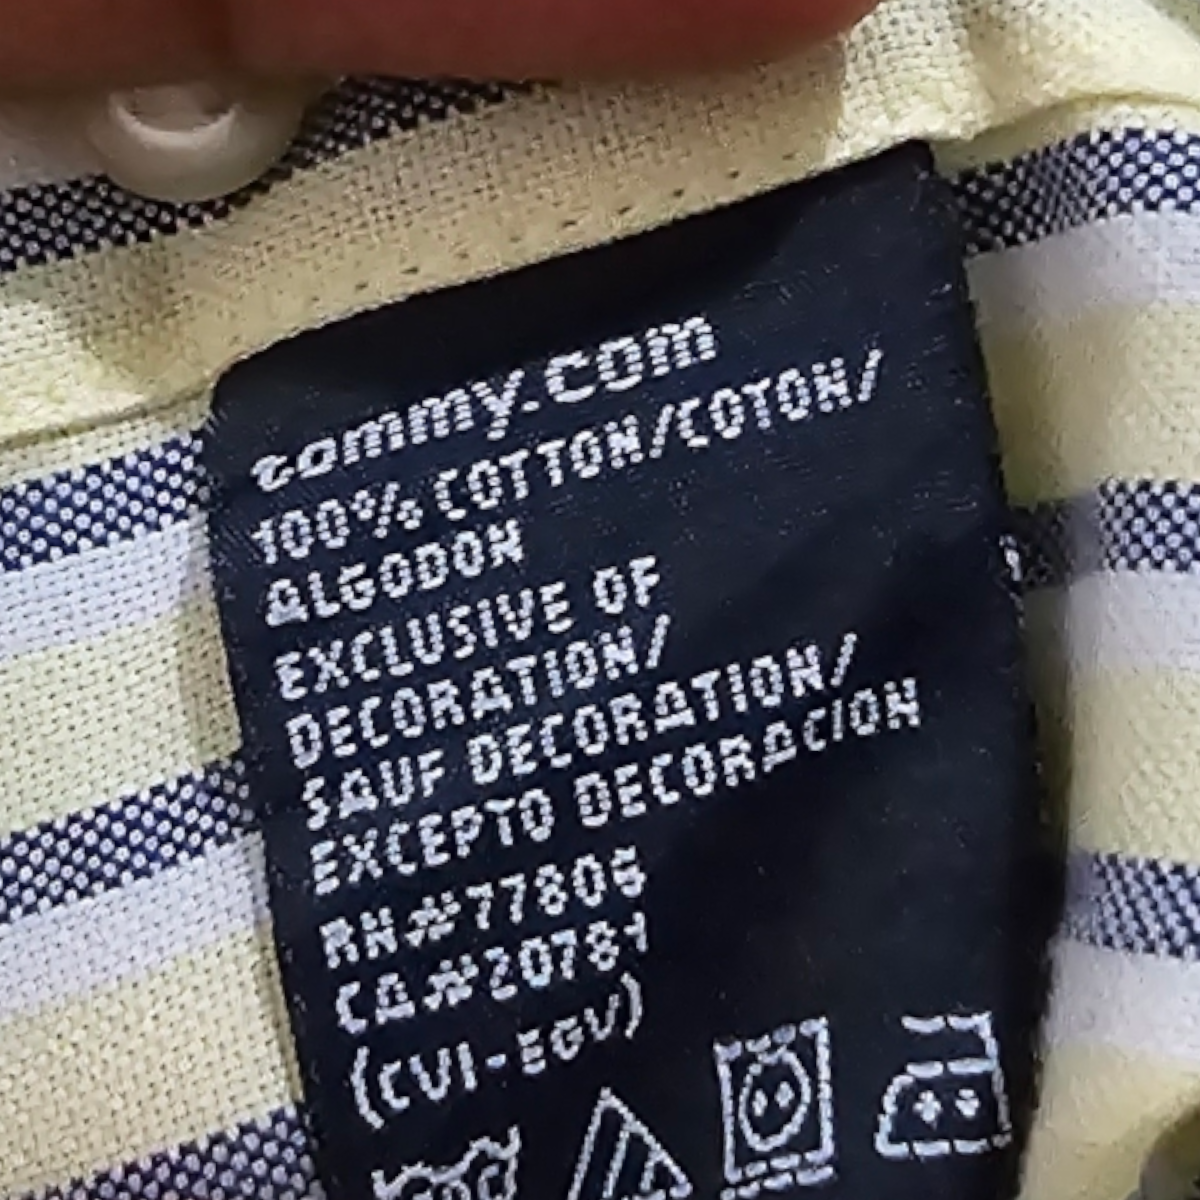 tommy.com
100% COTTON/COTON/
ALGODON
EXCLUSIVE OF
DECORATION/
SAUF DECORATION/
EXCEPTO DECORACION
RN#77806
CA#20781
(CVI-EGV)